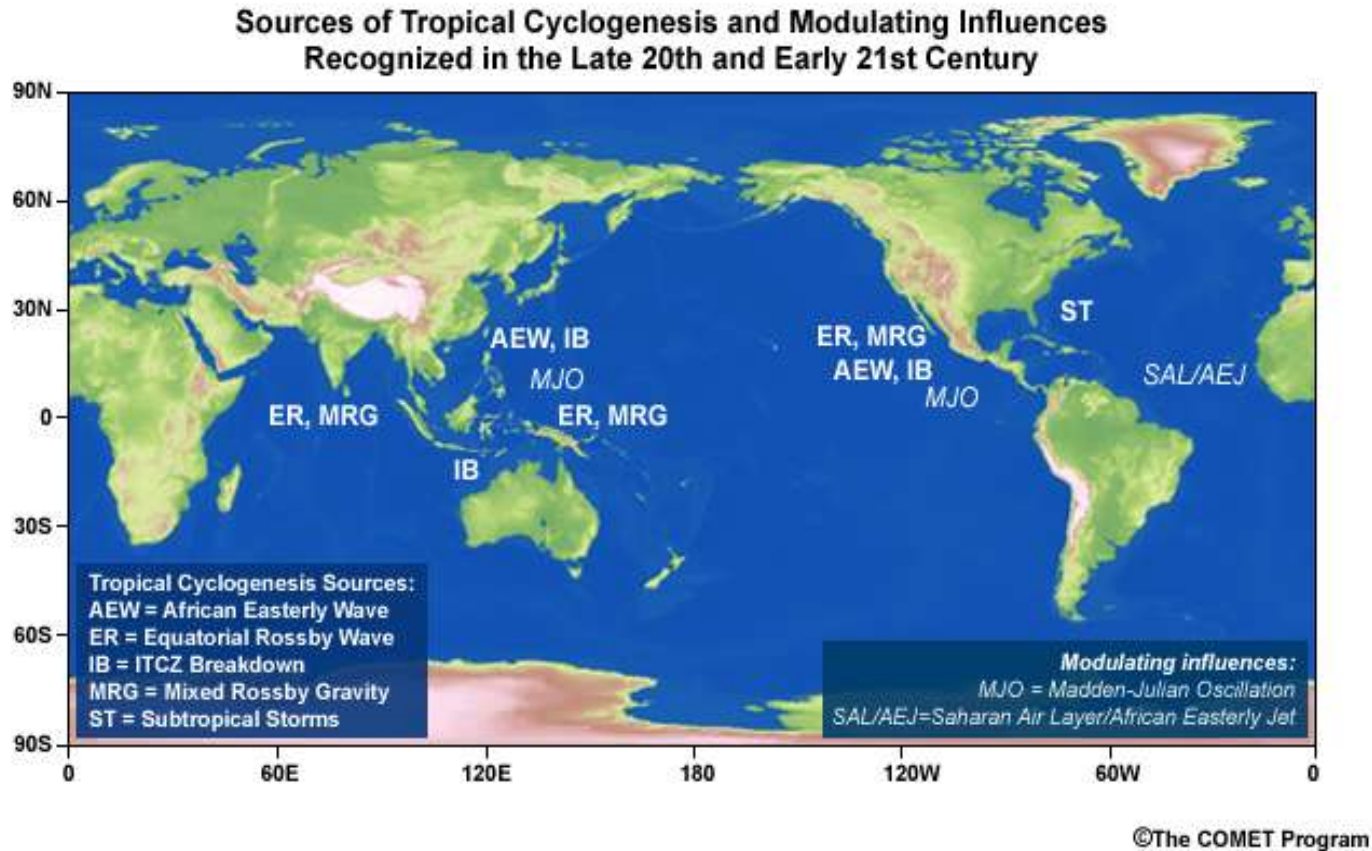 Sources of Tropical Cyclogenesis and Modulating Influences
Recognized in the Late 20th and Early 21st Century
90N
60N
30N
0
30S
60S
90S
ST
ER, MRG
AEW, IB
AEW, IB
SAL/AEJ
MJO
MJO
ER, MRG
ER, MRG
IB
Tropical Cyclogenesis Sources:
AEW = African Easterly Wave
ER = Equatorial Rossby Wave
IB = ITCZ Breakdown
MRG = Mixed Rossby Gravity
ST = Subtropical Storms
Modulating influences:
MJO = Madden-Julian Oscillation
SAL/AEJ=Saharan Air Layer/African Easterly Jet
0
60E
120E
180
120W
60W
0
©The COMET Program